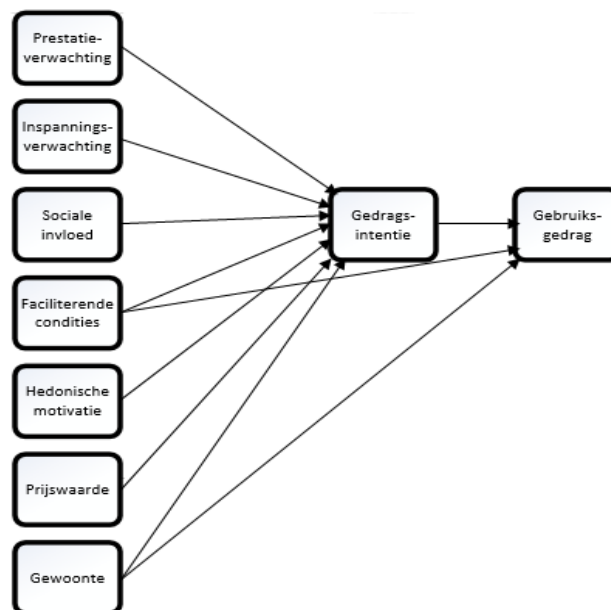 Prestatie-
verwachting
Inspannings-
verwachting
Sociale
invloed
Faciliterende
condities
Hedonische
motivatie
Prijswaarde
Gewoonte
Gedrags-
intentie
Gebruiks-
gedrag